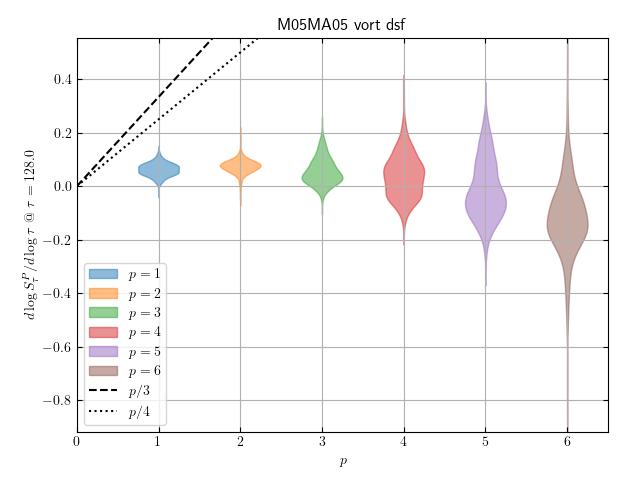 M05MA05 vort dsf
d log S_τ^P/d log τ @ τ = 128.0
0.4
0.2
0.0
−0.2
−0.4
−0.6
−0.8
p = 1
p = 2
p = 3
p = 4
p = 5
p = 6
p/3
p/4
0 1 2 3 4 5 6
p